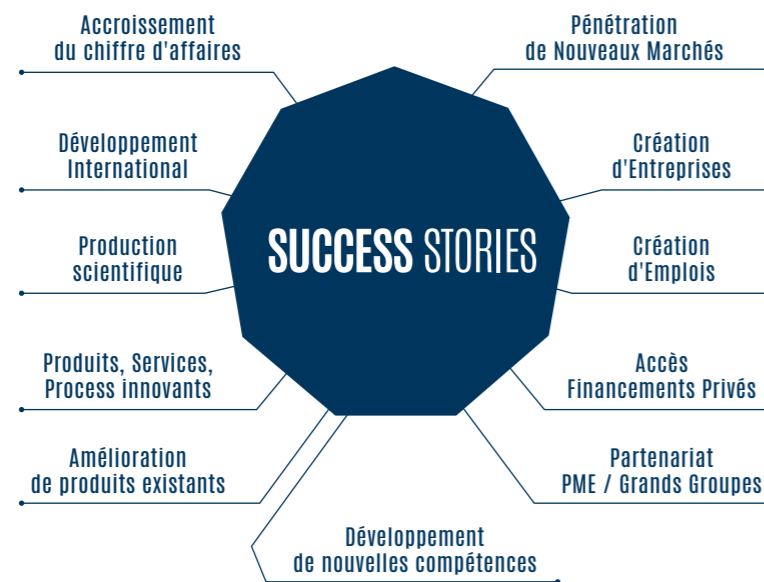 Accroissement
du chiffre d'affaires
Pénétration
de Nouveaux Marchés
Développement
International
Création
d'Entreprises
SUCCESS STORIES
Production
scientifique
Création
d'Emplois
Produits, Services,
Process innovants
Accès
Financements Privés
Amélioration
de produits existants
Partenariat
PME / Grands Groupes
Développement
de nouvelles compétences